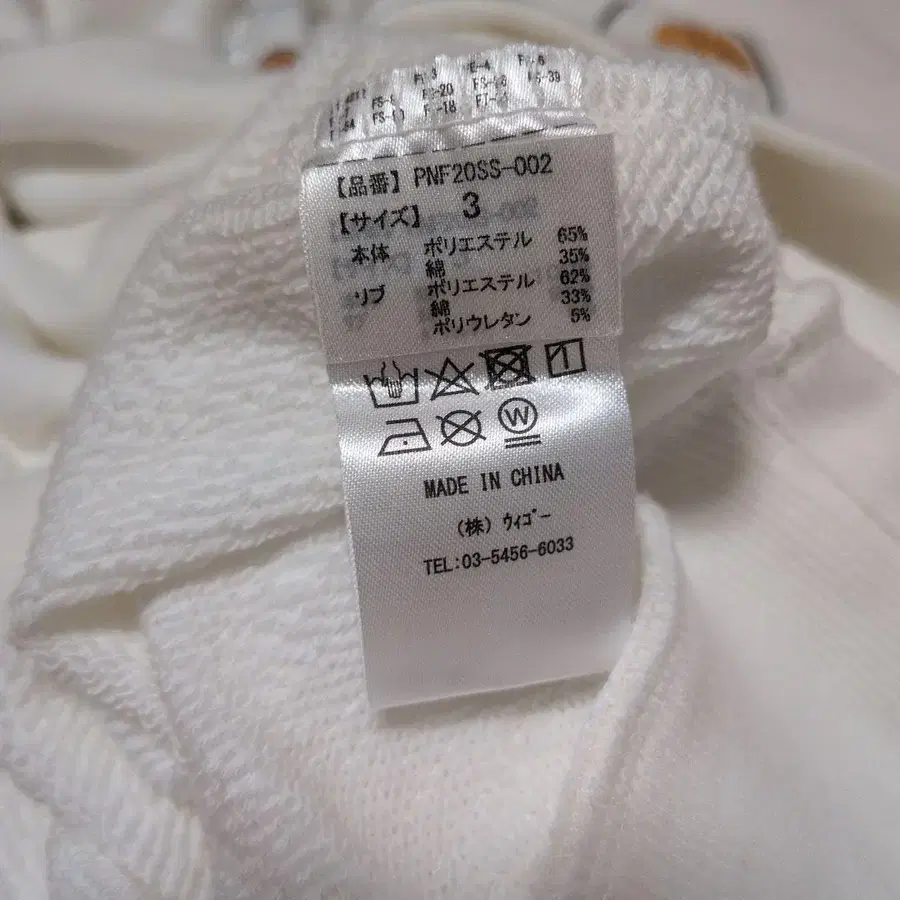 【品番】 PNF20SS-002
【サイズ】 3
本体 ポリエステル 65%
綿 35%
リブ ポリエステル 62%
綿 33%
ポリウレタン 5%
W
MADE IN CHINA
(株) ｳｨｺﾞｰ
TEL:03-5456-6033